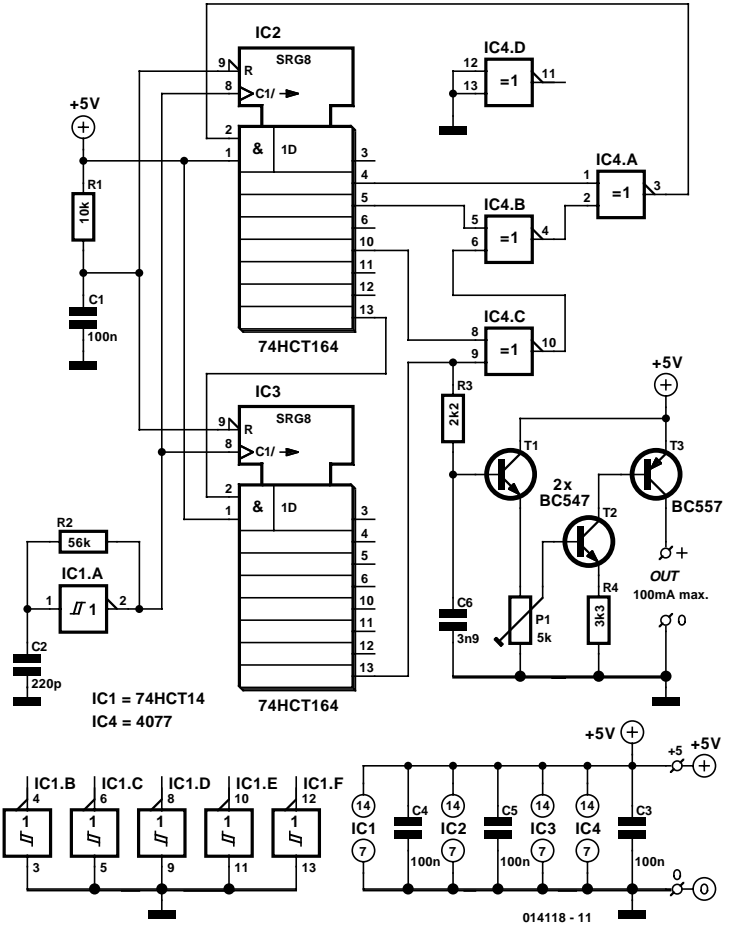 IC2
SRG8
9
R
8
C1/
2
1
&
1D
3
4
5
6
10
11
12
13
74HCT164
+5V
R1
10k
C1
100n
IC4.D
12
13
=1
11
IC4.A
1
2
=1
3
IC4.B
5
6
=1
4
IC4.C
8
9
=1
10
IC3
SRG8
9
R
8
C1/
2
1
&
1D
3
4
5
6
10
11
12
13
74HCT164
R3
2k2
C6
3n9
T1
2x
BC547
T2
+5V
T3
BC557
P1
5k
R4
3k3
+
OUT
100mA max.
0
R2
56k
IC1.A
1
1
2
C2
220p
IC1 = 74HCT14
IC4 = 4077
IC1.B
4
1
3
IC1.C
6
1
5
IC1.D
8
1
9
IC1.E
10
1
11
IC1.F
12
1
13
+5V
+5
+5V
14
IC1
7
C4
100n
14
IC2
7
C5
100n
14
IC3
7
14
IC4
7
C3
100n
0
0
014118 - 11